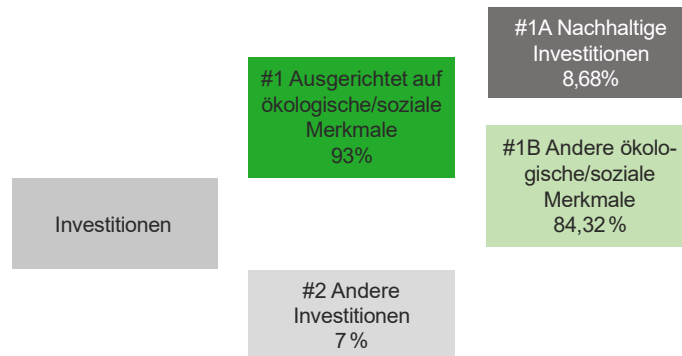 #1A Nachhaltige
Investitionen
8,68%
#1 Ausgerichtet auf
ökologische/soziale
Merkmale
93%
#1B Andere ökolo-
gische/soziale
Merkmale
84,32 %
Investitionen
#2 Andere
Investitionen
7 %